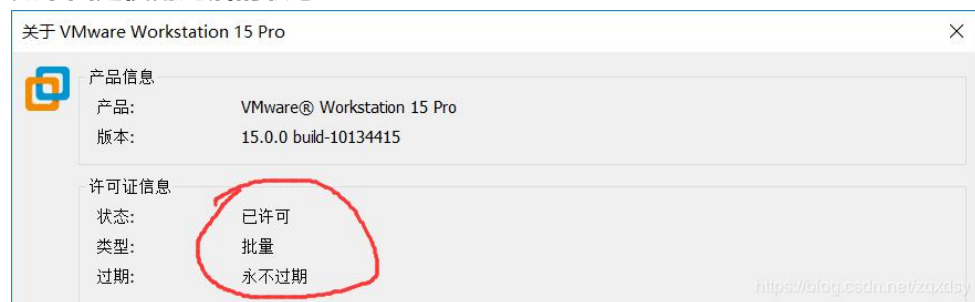 关于 VMware Workstation 15 Pro
产品信息
产品: VMware® Workstation 15 Pro
版本: 15.0.0 build-10134415
许可证信息
状态: 已许可
类型: 批量
过期: 永不过期
https://blog.csdn.net/zqxdsy